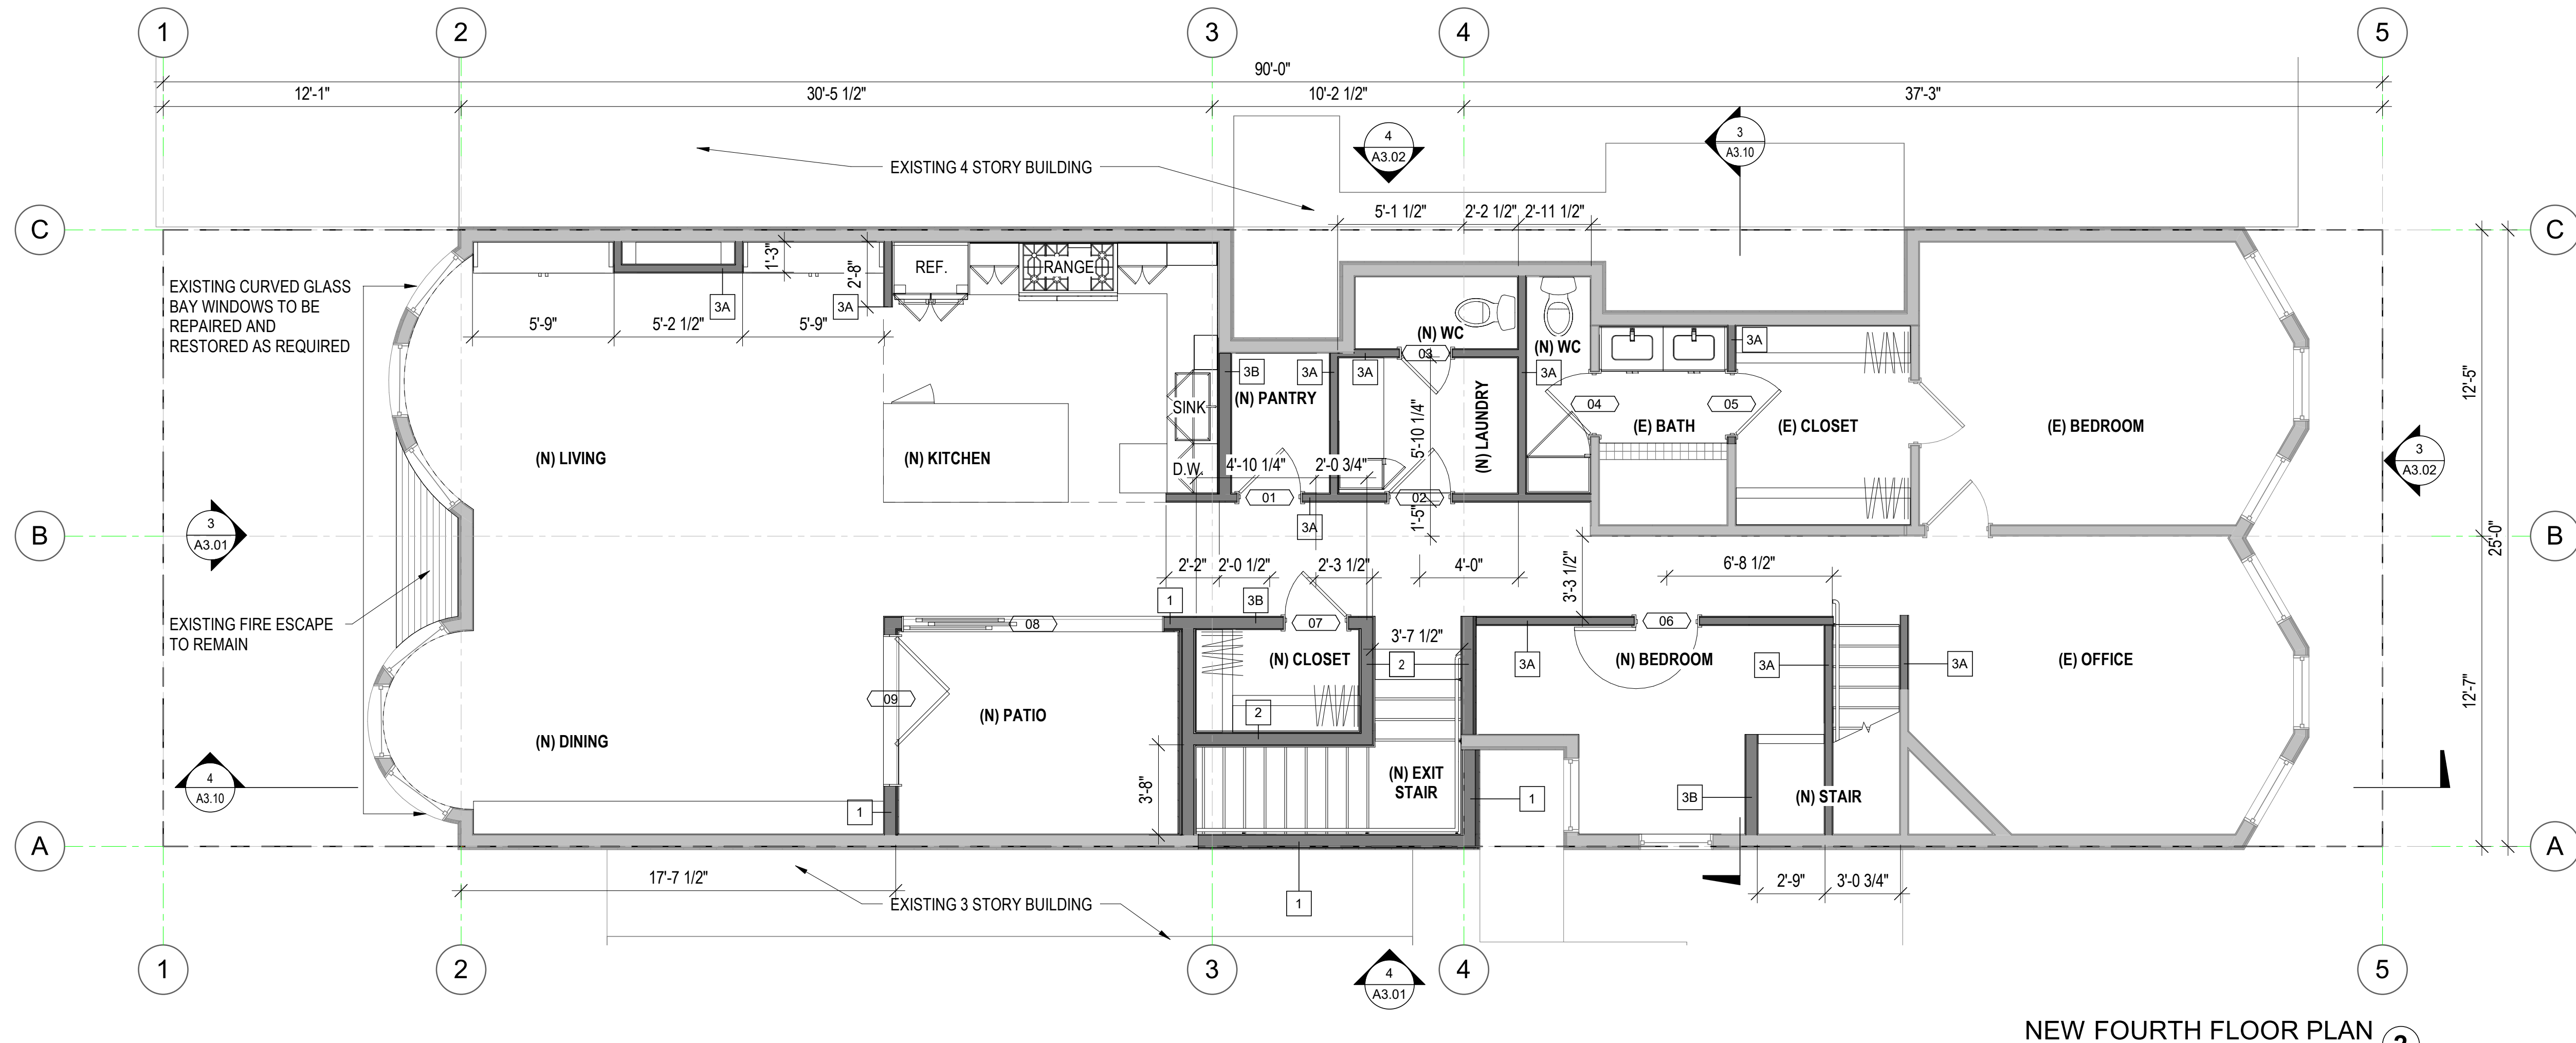 1 2 3 4 5
90'-0"
12'-1" 30'-5 1/2" 10'-2 1/2" 37'-3"
4
A3.02
3
A3.10
EXISTING 4 STORY BUILDING
5'-1 1/2" 2'-2 1/2" 2'-11 1/2"
C C
1'-3" 2'-8" REF. RANGE
EXISTING CURVED GLASS
BAY WINDOWS TO BE
REPAIRED AND
RESTORED AS REQUIRED
3A 3A
5'-9" 5'-2 1/2" 5'-9"
(N) WC (N) WC 3A
03
3B 3A 3A 3A
(N) PANTRY
SINK
04 05
(N) LAUNDRY
5'-10 1/4"
12'-5"
(E) BATH (E) CLOSET (E) BEDROOM
(N) LIVING (N) KITCHEN
D.W. 4'-10 1/4" 2'-0 3/4"
3
A3.02
01 02
3A 1'-5"
3
A3.01
B B
25'-0"
2'-2" 2'-0 1/2" 2'-3 1/2" 4'-0" 3'-3 1/2" 6'-8 1/2"
1 3B
EXISTING FIRE ESCAPE
TO REMAIN
08 07 06
3'-7 1/2"
(N) CLOSET 2 3A (N) BEDROOM 3A 3A (E) OFFICE
09
12'-7"
(N) PATIO 2
(N) DINING
4
A3.10
3'-8"
(N) EXIT
STAIR
1 1 3B (N) STAIR
A A
17'-7 1/2" 2'-9" 3'-0 3/4"
EXISTING 3 STORY BUILDING 1
1 2 3 4 5
4
A3.01
NEW FOURTH FLOOR PLAN